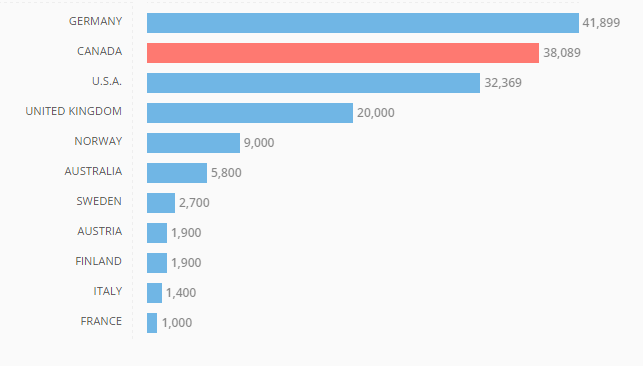 GERMANY 41,899
CANADA 38,089
U.S.A. 32,369
UNITED KINGDOM 20,000
NORWAY 9,000
AUSTRALIA 5,800
SWEDEN 2,700
AUSTRIA 1,900
FINLAND 1,900
ITALY 1,400
FRANCE 1,000